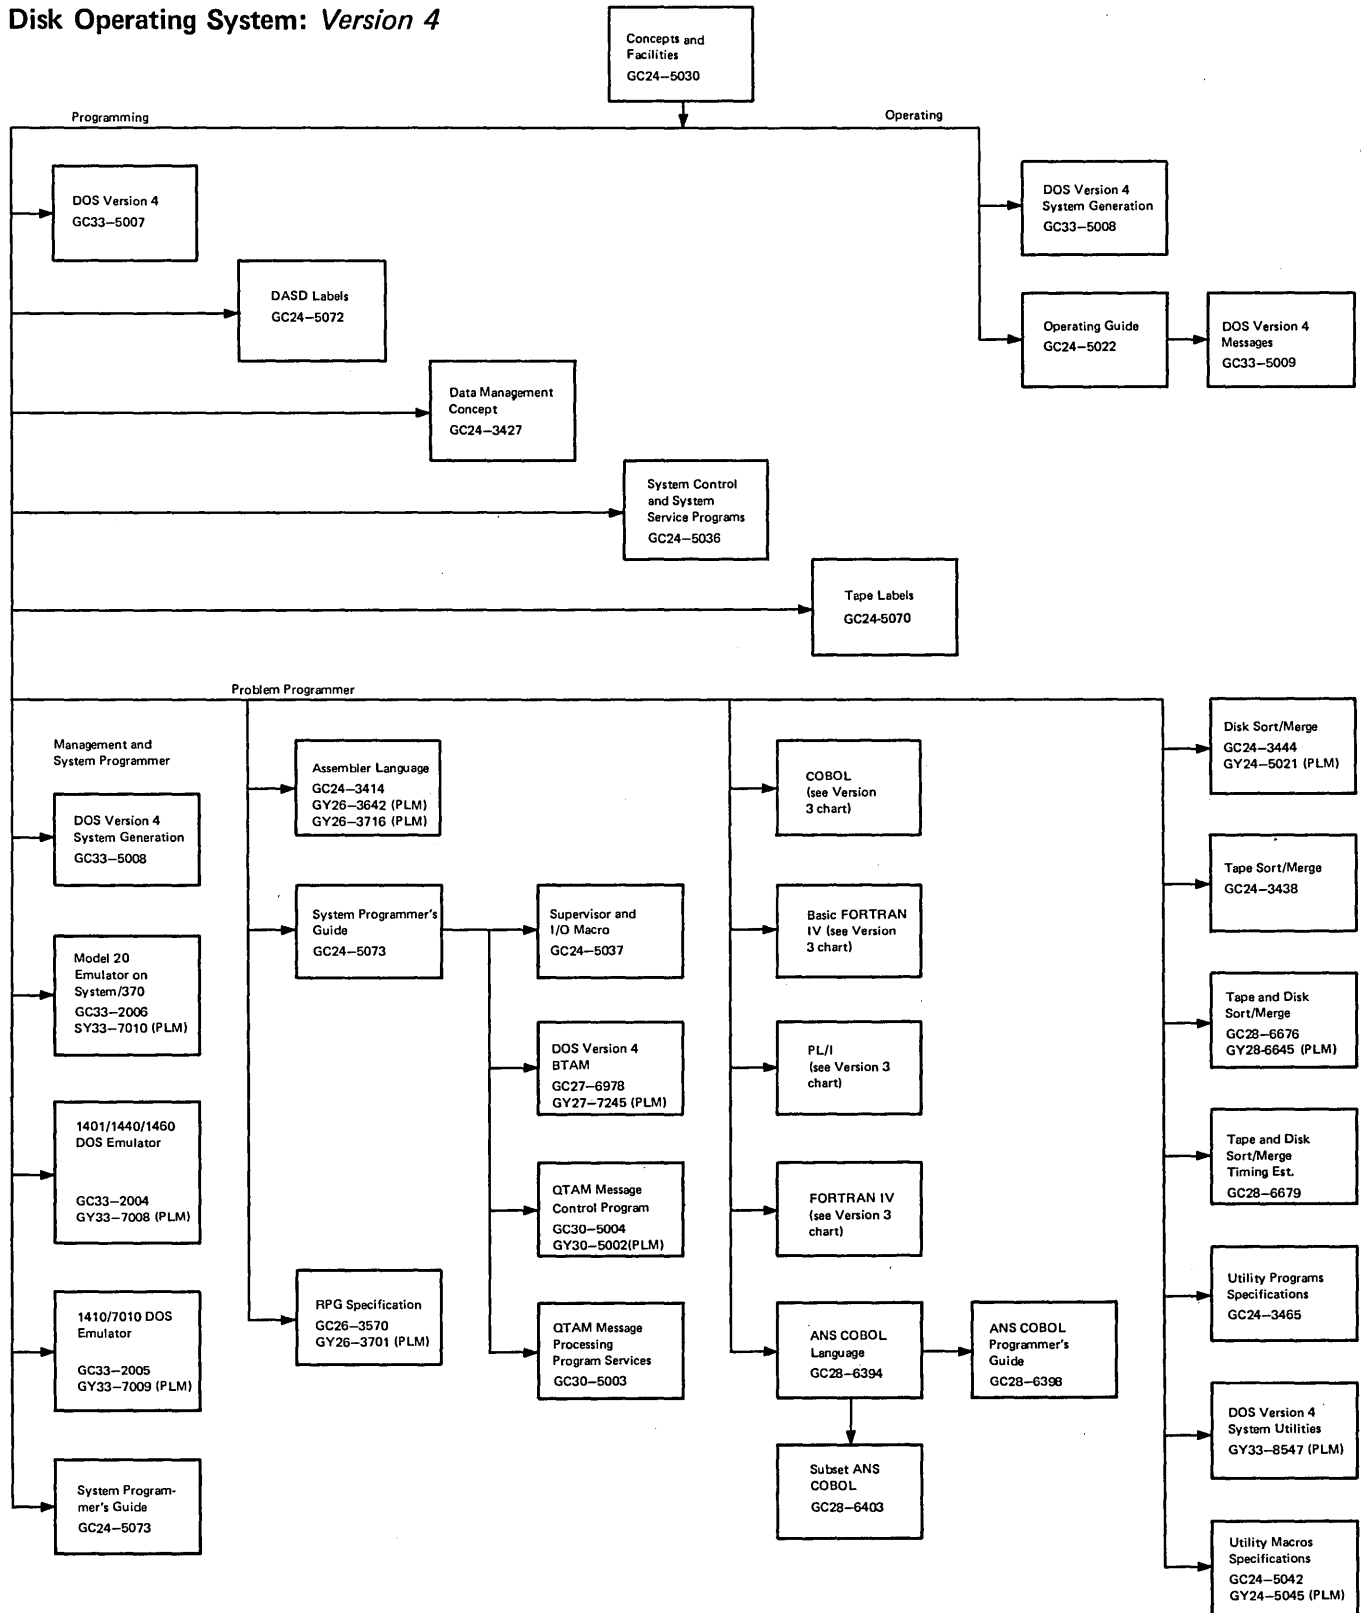 Disk Operating System: Version 4
Concepts and
Facilities
GC24–5030
Programming
Operating
DOS Version 4
GC33–5007
DOS Version 4
System Generation
GC33–5008
DASD Labels
GC24–5072
Operating Guide
GC24–5022
DOS Version 4
Messages
GC33–5009
Data Management
Concept
GC24–3427
System Control
and System
Service Programs
GC24–5036
Tape Labels
GC24-5070
Problem Programmer
Management and
System Programmer
DOS Version 4
System Generation
GC33–5008
Model 20
Emulator on
System/370
GC33–2006
SY33–7010 (PLM)
1401/1440/1460
DOS Emulator
GC33–2004
GY33–7008 (PLM)
1410/7010 DOS
Emulator
GC33–2005
GY33–7009 (PLM)
System Program-
mer's Guide
GC24–5073
Assembler Language
GC24–3414
GY26–3642 (PLM)
GY26–3716 (PLM)
System Programmer's
Guide
GC24–5073
RPG Specification
GC26–3570
GY26–3701 (PLM)
Supervisor and
I/O Macro
GC24–5037
DOS Version 4
BTAM
GC27–6978
GY27–7245 (PLM)
QTAM Message
Control Program
GC30–5004
GY30–5002(PLM)
QTAM Message
Processing
Program Services
GC30–5003
COBOL
(see Version
3 chart)
Basic FORTRAN
IV (see Version
3 chart)
PL/I
(see Version 3
chart)
FORTRAN IV
(see Version 3
chart)
ANS COBOL
Language
GC28–6394
ANS COBOL
Programmer's
Guide
GC28–6398
Subset ANS
COBOL
GC28–6403
Disk Sort/Merge
GC24–3444
GY24–5021 (PLM)
Tape Sort/Merge
GC24–3438
Tape and Disk
Sort/Merge
GC28–6676
GY28-6645 (PLM)
Tape and Disk
Sort/Merge
Timing Est.
GC28–6679
Utility Programs
Specifications
GC24–3465
DOS Version 4
System Utilities
GY33–8547 (PLM)
Utility Macros
Specifications
GC24–5042
GY24–5045 (PLM)